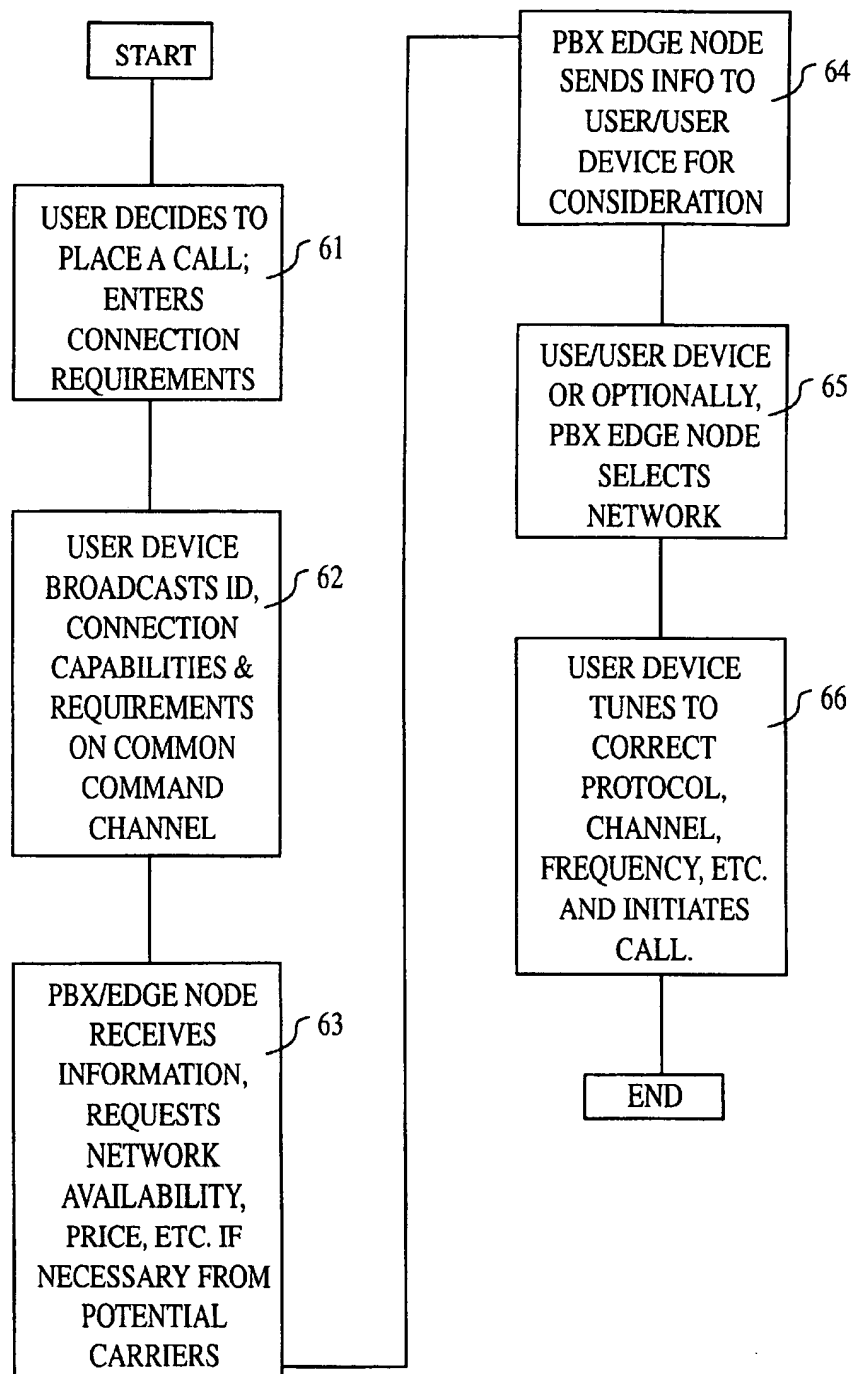 START
USER DECIDES TO
PLACE A CALL;
ENTERS
CONNECTION
REQUIREMENTS
61
USER DEVICE
BROADCASTS ID,
CONNECTION
CAPABILITIES &
REQUIREMENTS
ON COMMON
COMMAND
CHANNEL
62
PBX/EDGE NODE
RECEIVES
INFORMATION,
REQUESTS
NETWORK
AVAILABILITY,
PRICE, ETC. IF
NECESSARY FROM
POTENTIAL
CARRIERS
63
PBX EDGE NODE
SENDS INFO TO
USER/USER
DEVICE FOR
CONSIDERATION
64
USE/USER DEVICE
OR OPTIONALLY,
PBX EDGE NODE
SELECTS
NETWORK
65
USER DEVICE
TUNES TO
CORRECT
PROTOCOL,
CHANNEL,
FREQUENCY, ETC.
AND INITIATES
CALL.
66
END